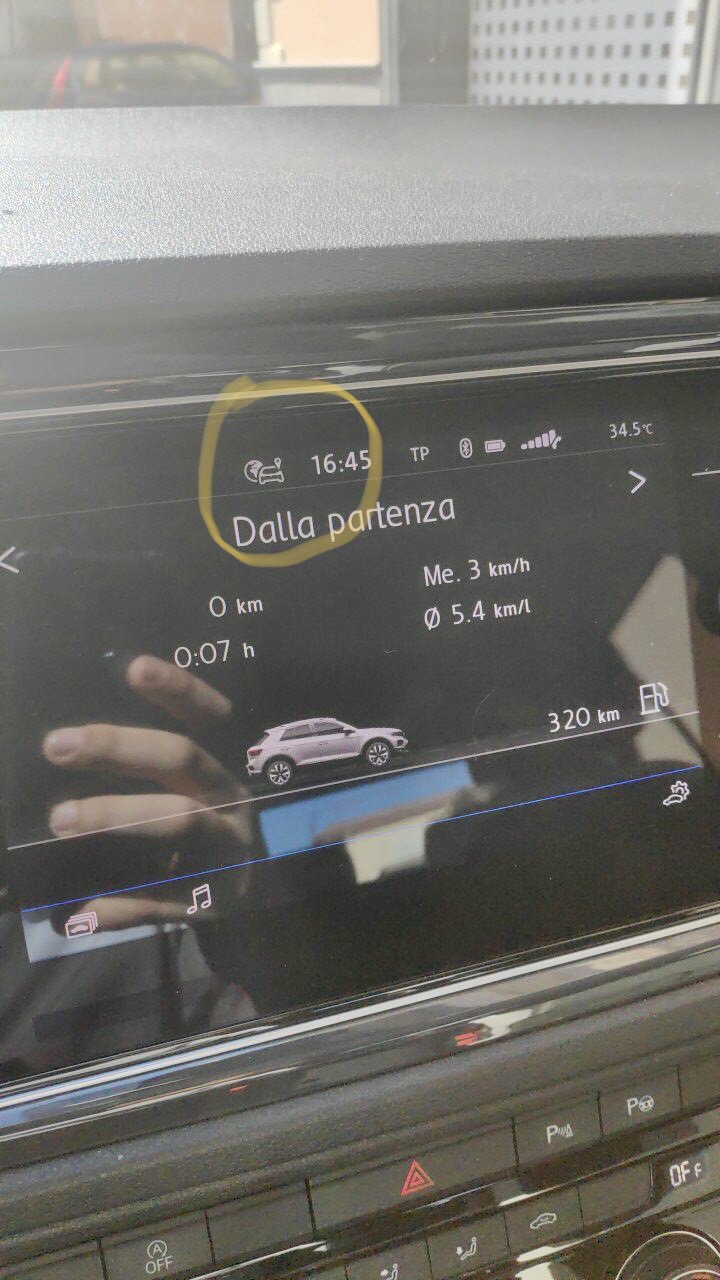 16:45 TP 34.5°C
Dalla partenza
0 km
Me. 3 km/h
0:07 h
Ø 5.4 km/l
320 km
P
P
OFF
A
OFF